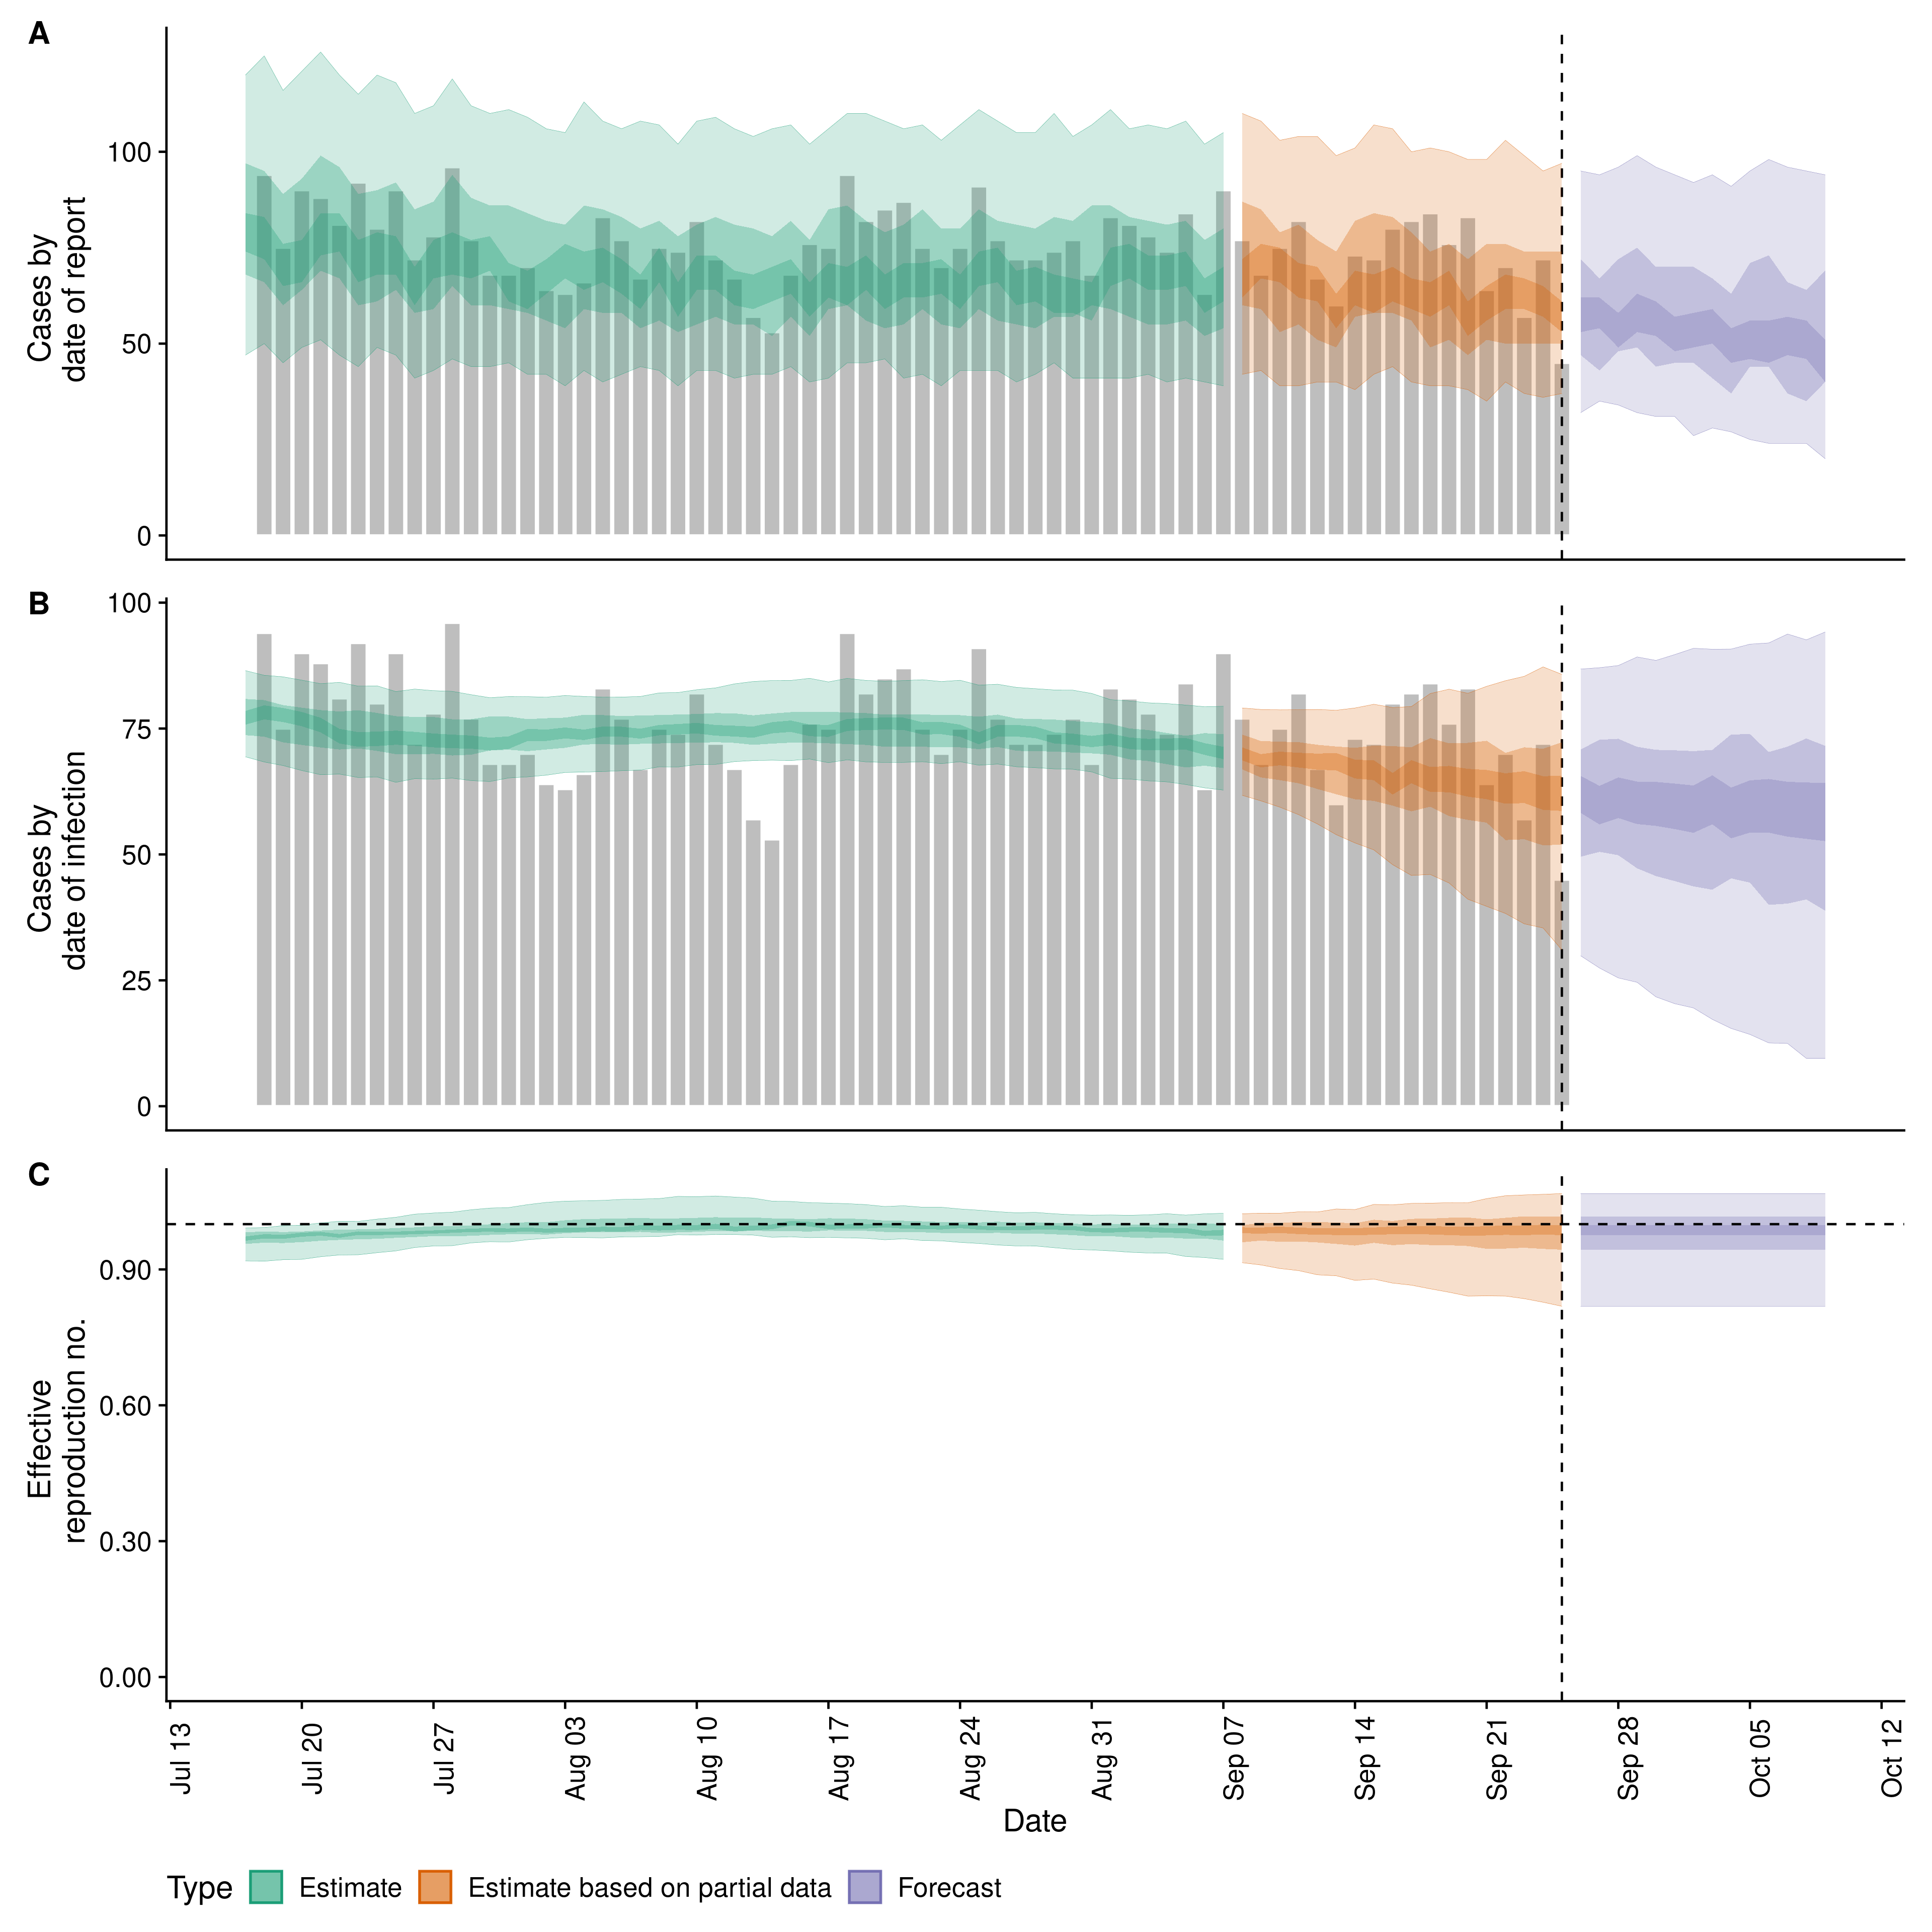 A
Cases by
date of report
100
50
0
B
Cases by
date of infection
100
75
50
25
0
C
Effective
reproduction no.
0.90
0.60
0.30
0.00
Jul 13
Jul 20
Jul 27
Aug 03
Aug 10
Aug 17
Aug 24
Aug 31
Sep 07
Sep 14
Sep 21
Sep 28
Oct 05
Oct 12
Date
Type Estimate Estimate based on partial data Forecast